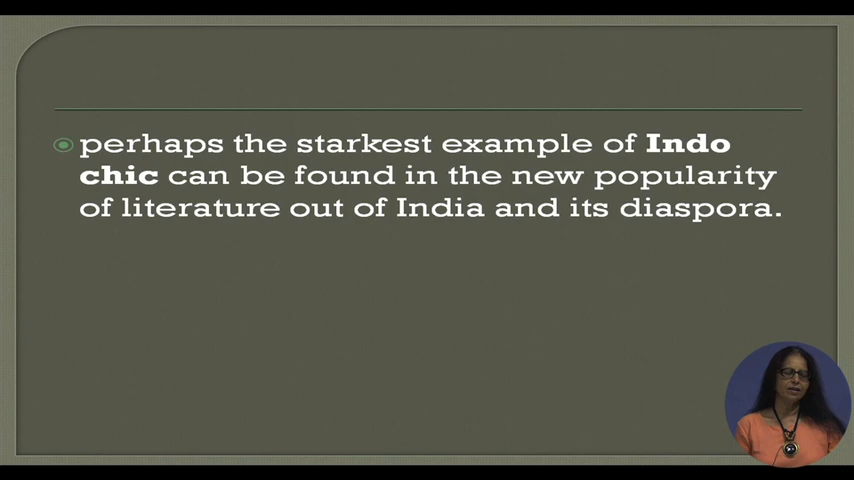 perhaps the starkest example of Indo
chic can be found in the new popularity
of literature out of India and its diaspora.